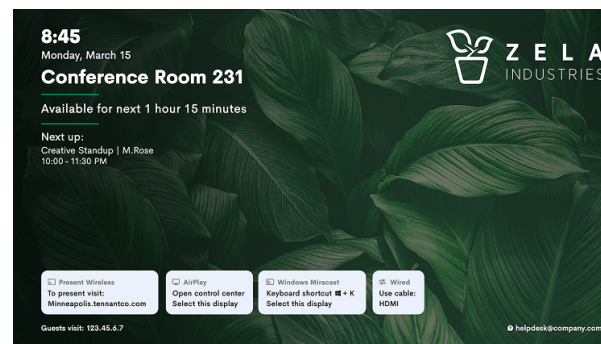 8:45
Monday, March 15
Conference Room 231
Available for next 1 hour 15 minutes
Next up:
Creative Standup | M.Rose
10:00 - 11:30 PM
ZELA
INDUSTRIES
Present Wireless
To present visit:
Minneapolis.tennantco.com
AirPlay
Open control center
Select this display
Windows Miracast
Keyboard shortcut + K
Select this display
Wired
Use cable:
HDMI
Guests visit: 123.45.6.7
helpdesk@company.com